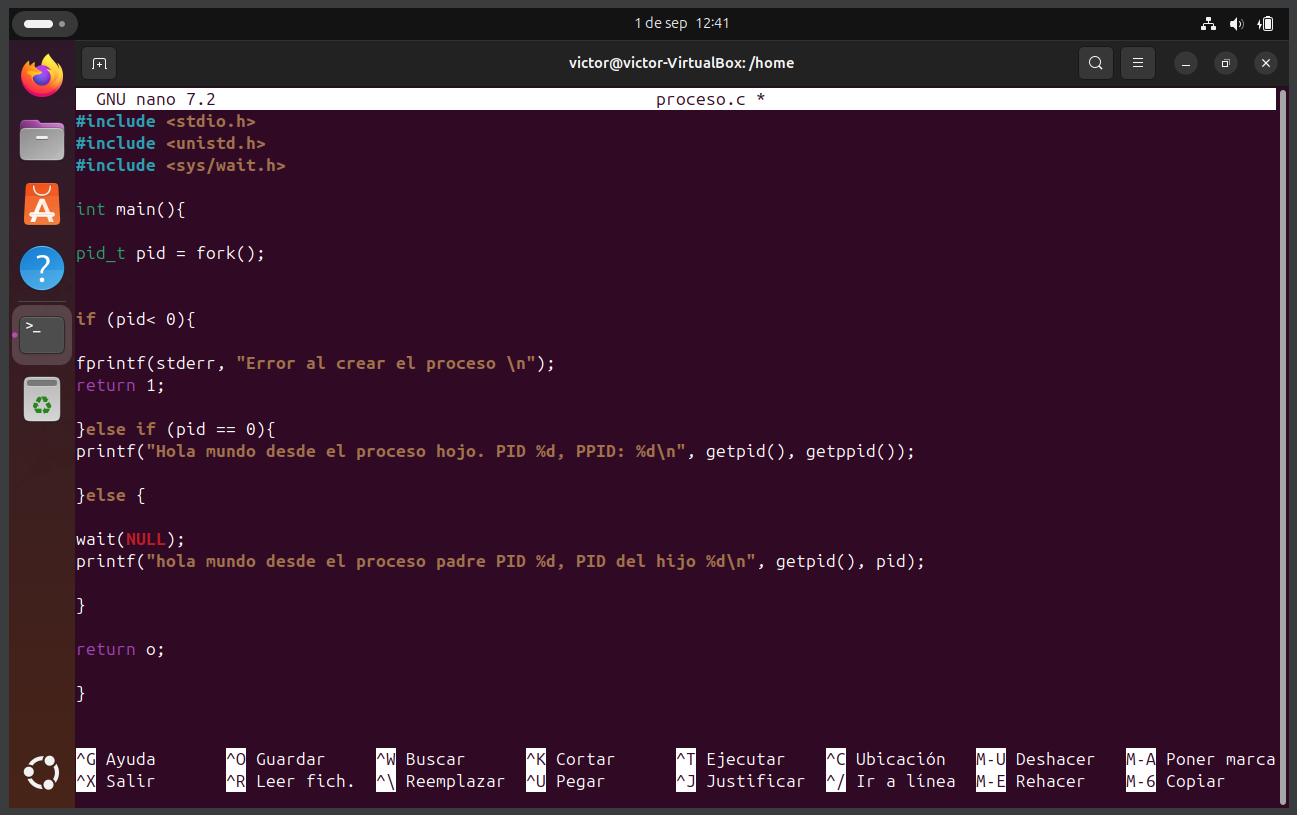 1 de sep 12:41
victor@victor-VirtualBox: /home
GNU nano 7.2 proceso.c *
#include <stdio.h>
#include <unistd.h>
#include <sys/wait.h>
int main(){
pid_t pid = fork();
if (pid< 0){
fprintf(stderr, "Error al crear el proceso \n");
return 1;
}else if (pid == 0){
printf("Hola mundo desde el proceso hojo. PID %d, PPID: %d\n", getpid(), getppid());
}else {
wait(NULL);
printf("hola mundo desde el proceso padre PID %d, PID del hijo %d\n", getpid(), pid);
}
return o;
}
^G Ayuda ^O Guardar ^W Buscar ^K Cortar ^T Ejecutar ^C Ubicación M-U Deshacer M-A Poner marca
^X Salir ^R Leer fich. ^\ Reemplazar ^U Pegar ^J Justificar ^/ Ir a línea M-E Rehacer M-6 Copiar